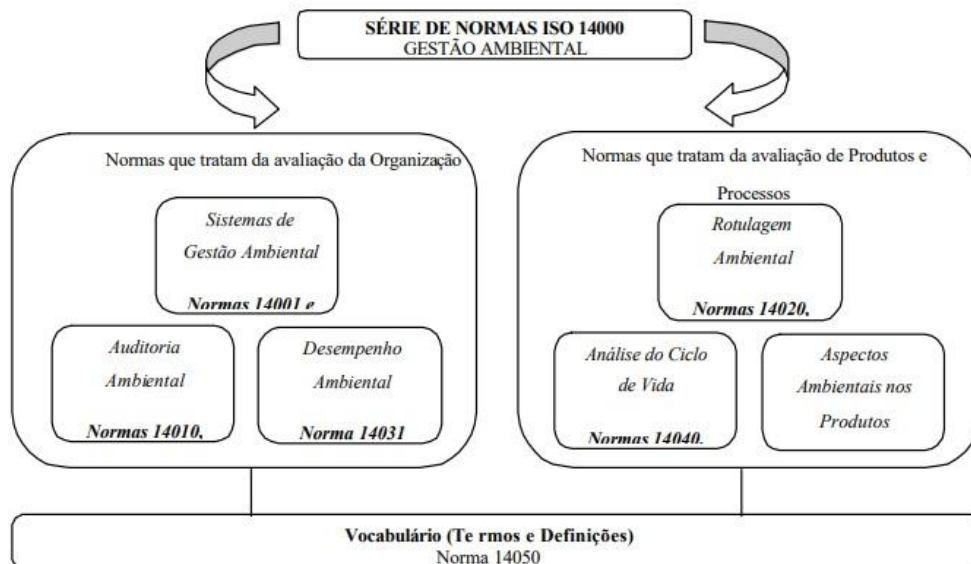 SÉRIE DE NORMAS ISO 14000
GESTÃO AMBIENTAL
Normas que tratam da avaliação da Organização
Sistemas de
Gestão Ambiental
Normas 14001 e
Auditoria
Ambiental
Normas 14010,
Desempenho
Ambiental
Norma 14031
Normas que tratam da avaliação de Produtos e
Processos
Rotulagem
Ambiental
Normas 14020,
Análise do Ciclo
de Vida
Normas 14040,
Aspectos
Ambientais nos
Produtos
Vocabulário (Te rmos e Definições)
Norma 14050